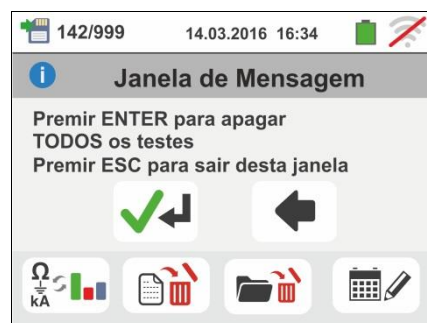 142/999 14.03.2016 16:34
Janela de Mensagem
Premir ENTER para apagar
TODOS os testes
Premir ESC para sair desta janela
Ω
kA